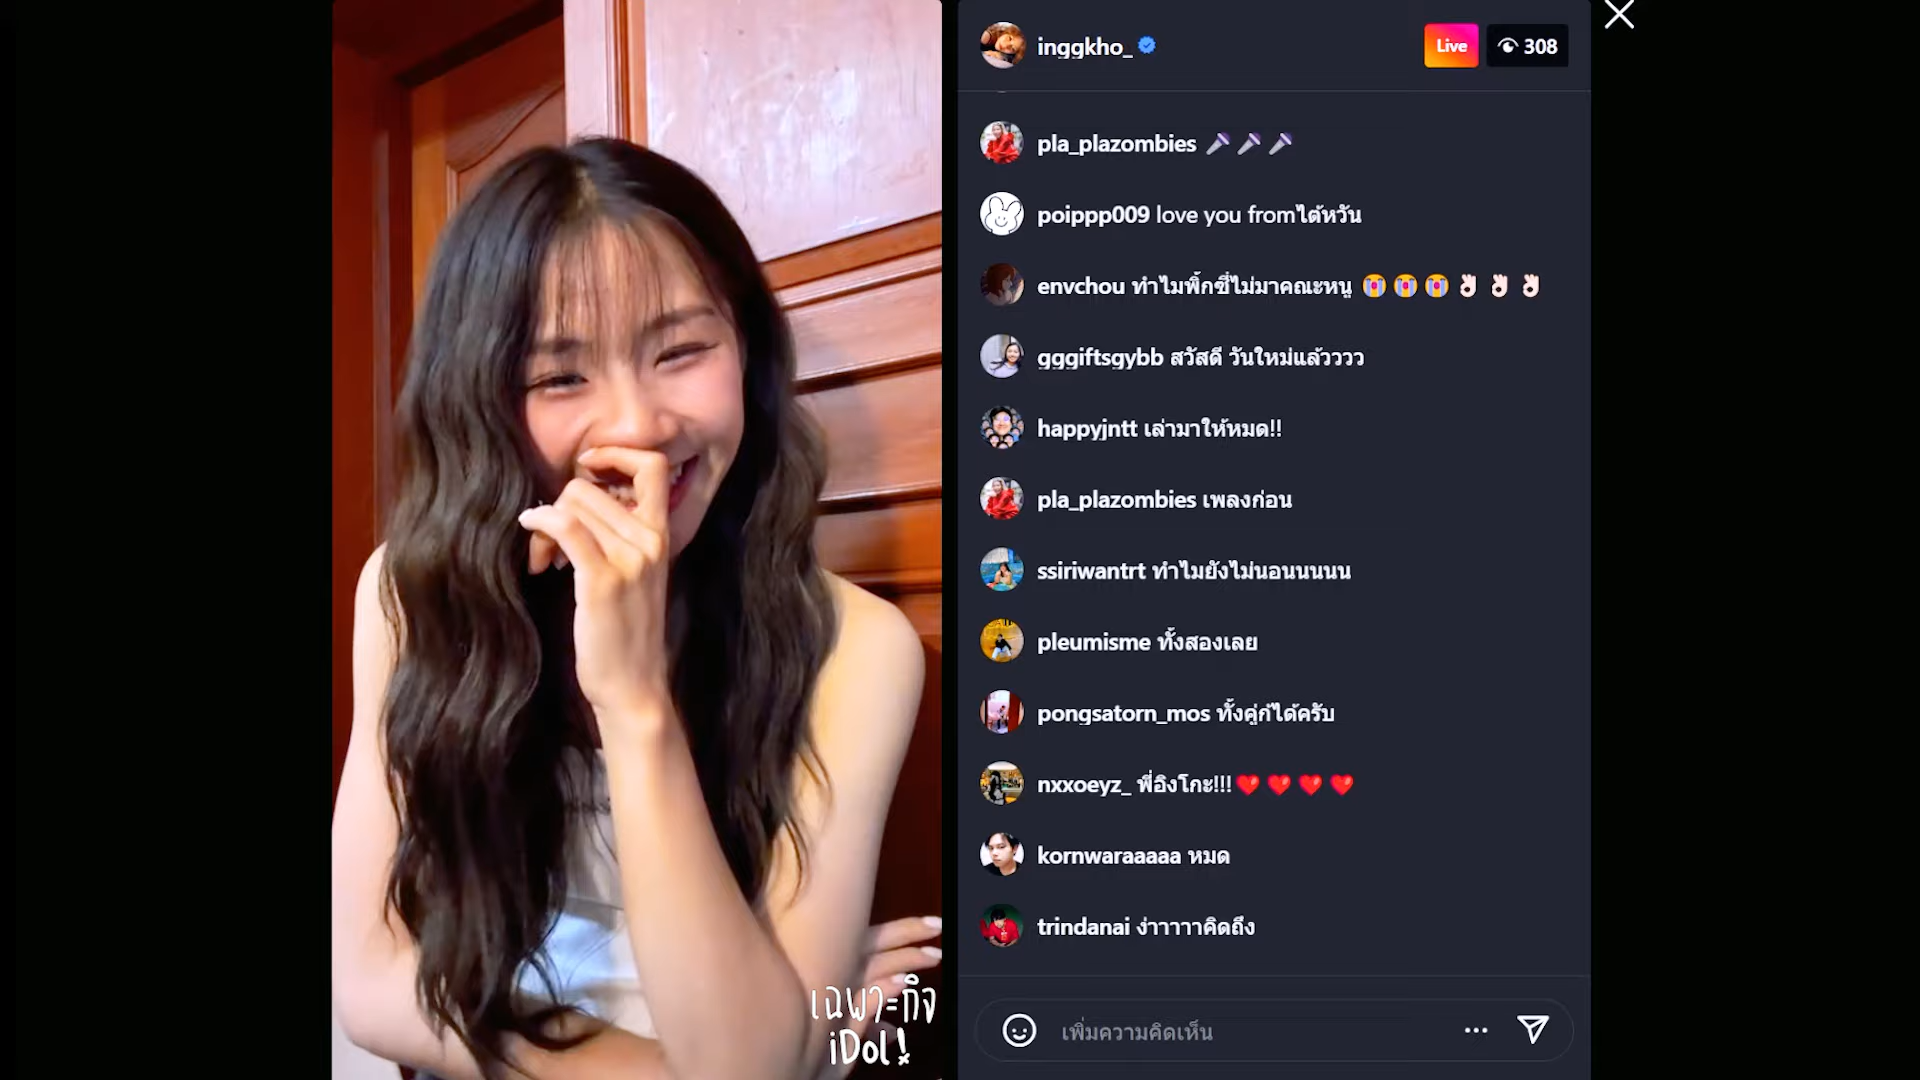 inggkho_
Live
308
pla_plazombies 🎤🎤🎤
poippp009 love you fromไต้หวัน
envchou ทำไมพิ้กซี่ไม่มาคณะหนู 😭😭😭👌🏻👌🏻👌🏻
gggiftsgybb สวัสดี วันใหม่แล้วววว
happyjntt เล่ามาให้หมด!!
pla_plazombies เพลงก่อน
ssiriwantrt ทำไมยังไม่นอนนนนน
pleumisme ทั้งสองเลย
pongsatorn_mos ทั้งคู่ก้ได้ครับ
nxxoeyz_ พี่อิงโกะ!!!❤️❤️❤️❤️
kornwaraaaaa หมด
trindanai ง่าาาาาคิดถึง
เพิ่มความคิดเห็น
เฉพาะกิจ
iDol!